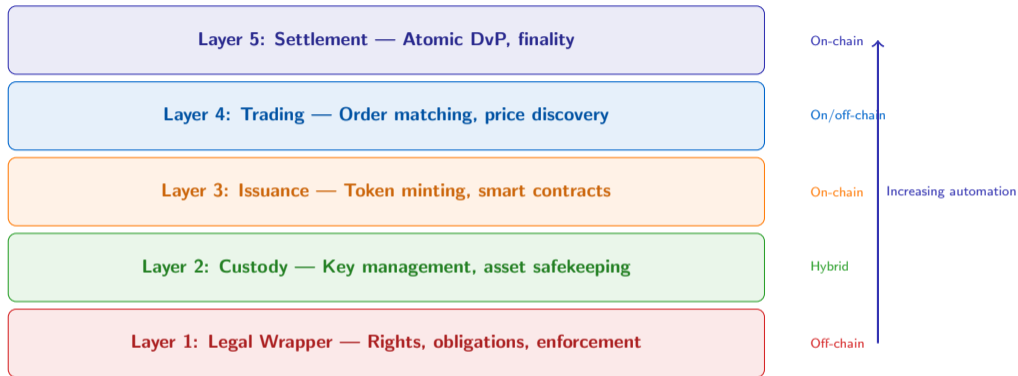 Layer 5: Settlement — Atomic DvP, finality
On-chain
Layer 4: Trading — Order matching, price discovery
On/off-chain
Layer 3: Issuance — Token minting, smart contracts
On-chain
Increasing automation
Layer 2: Custody — Key management, asset safekeeping
Hybrid
Layer 1: Legal Wrapper — Rights, obligations, enforcement
Off-chain